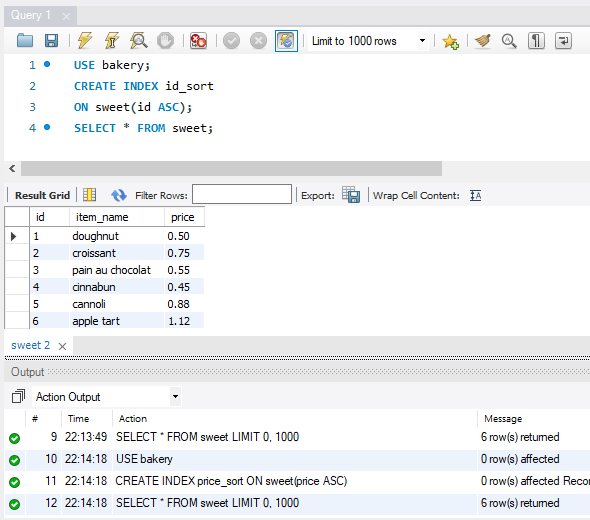 Query 1
Limit to 1000 rows
1 USE bakery;
2 CREATE INDEX id_sort
3 ON sweet(id ASC);
4 SELECT * FROM sweet;
Result Grid Filter Rows: Export: Wrap Cell Content:
id item_name price
1 doughnut 0.50
2 croissant 0.75
3 pain au chocolat 0.55
4 cinnabun 0.45
5 cannoli 0.88
6 apple tart 1.12
sweet 2
Output
Action Output
# Time Action Message
9 22:13:49 SELECT * FROM sweet LIMIT 0, 1000 6 row(s) returned
10 22:14:18 USE bakery 0 row(s) affected
11 22:14:18 CREATE INDEX price_sort ON sweet(price ASC) 0 row(s) affected Recor
12 22:14:18 SELECT * FROM sweet LIMIT 0, 1000 6 row(s) returned